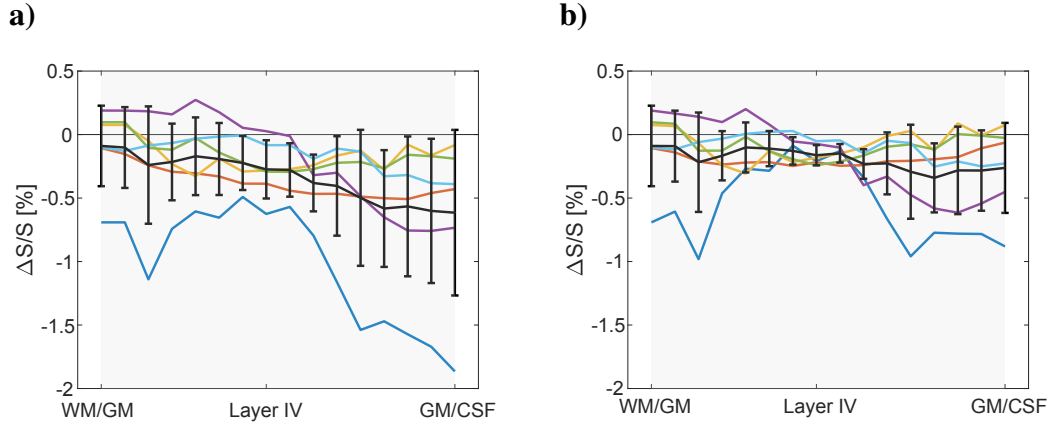 a)
b)
0.5
0
-0.5
-1
-1.5
-2
ΔS/S [%]
WM/GM
Layer IV
GM/CSF
0.5
0
-0.5
-1
-1.5
-2
ΔS/S [%]
WM/GM
Layer IV
GM/CSF